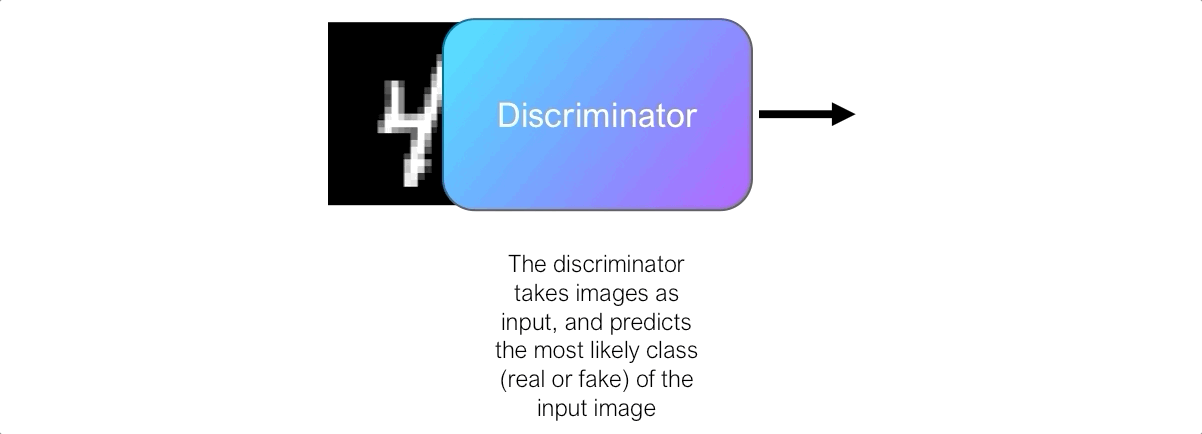 4
Discriminator
The discriminator
takes images as
input, and predicts
the most likely class
(real or fake) of the
input image